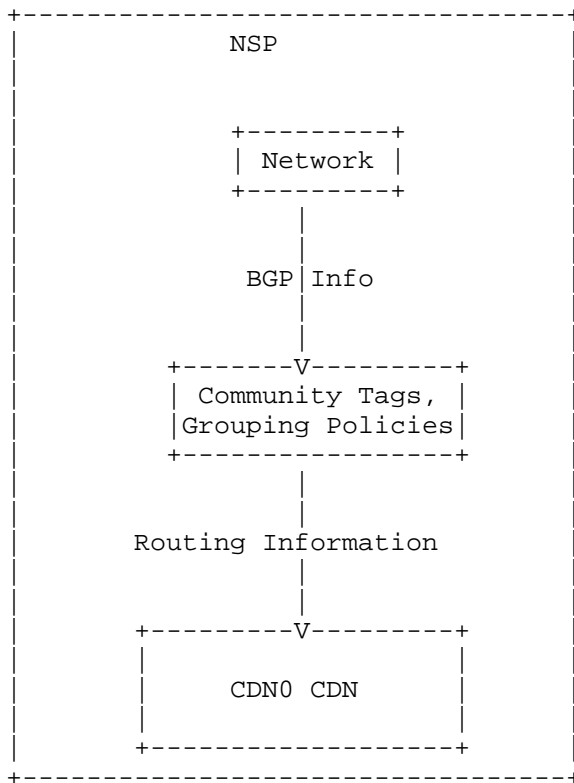 NSP
Network
BGP Info
V
Community Tags,
Grouping Policies
Routing Information
V
CDN0 CDN